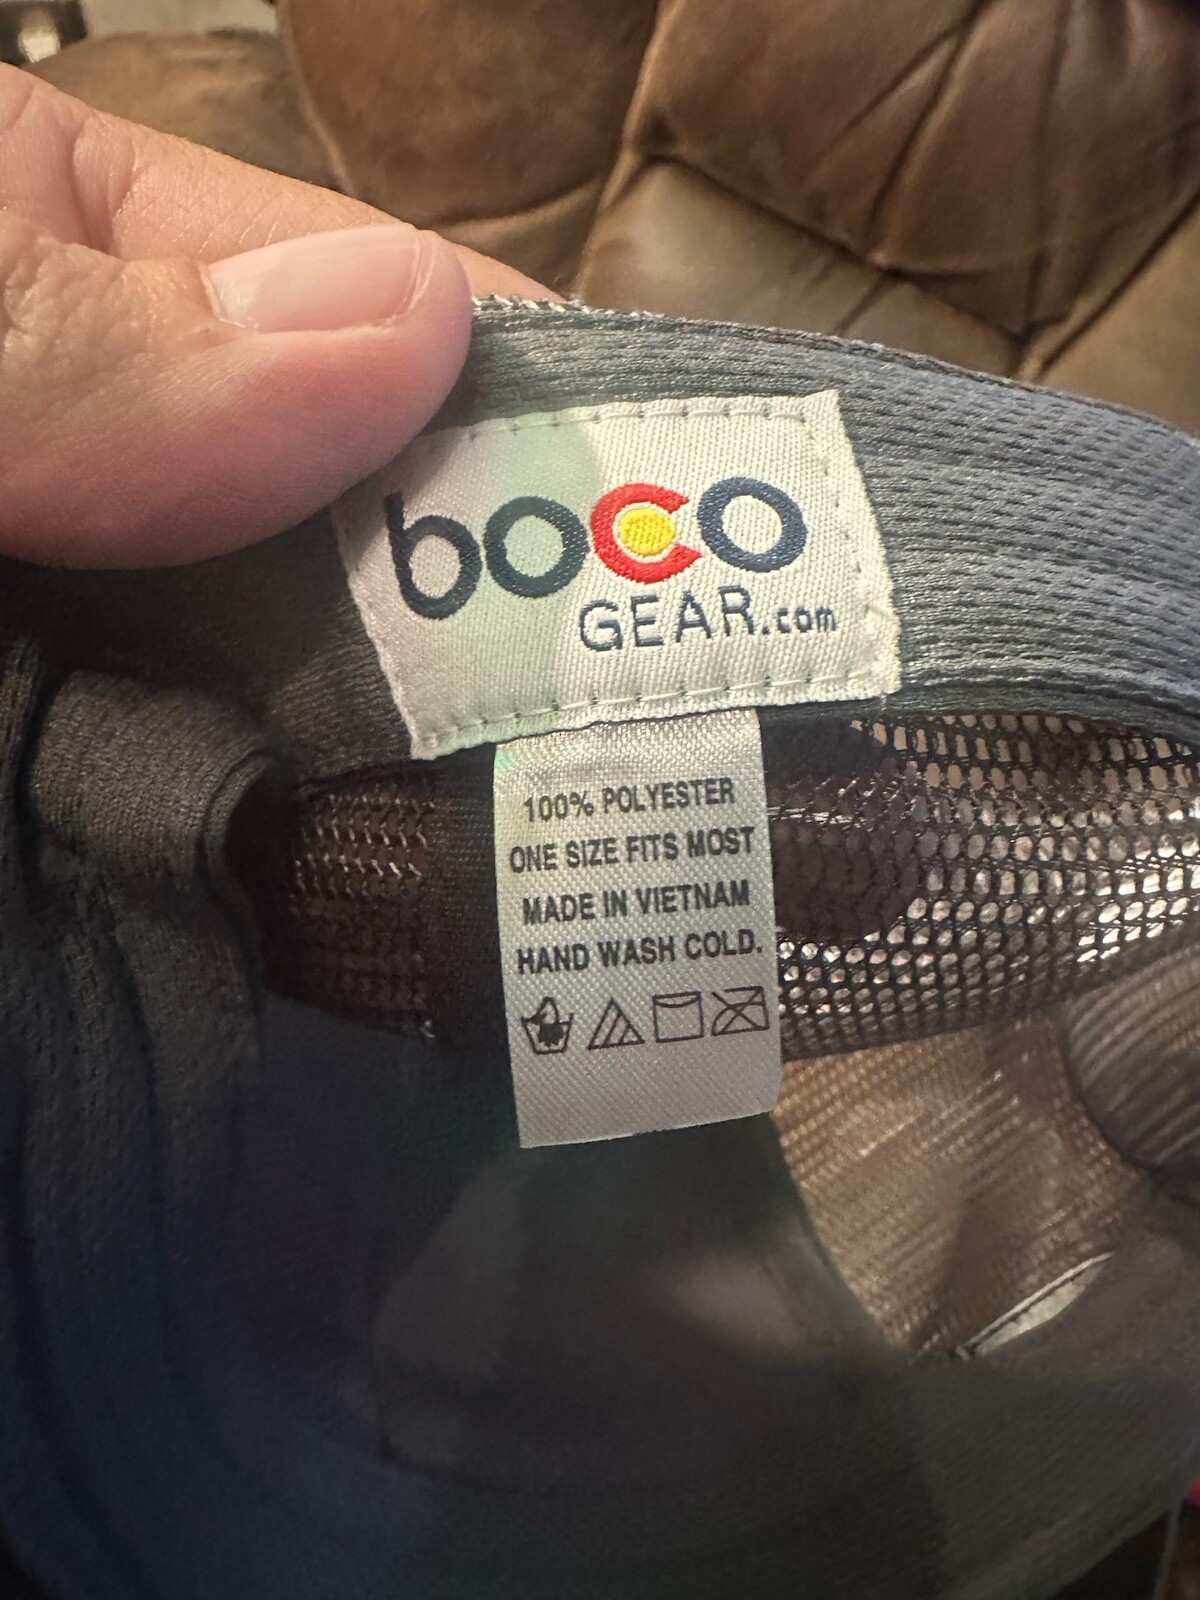 boco
GEAR.com
100% POLYESTER
ONE SIZE FITS MOST
MADE IN VIETNAM
HAND WASH COLD.